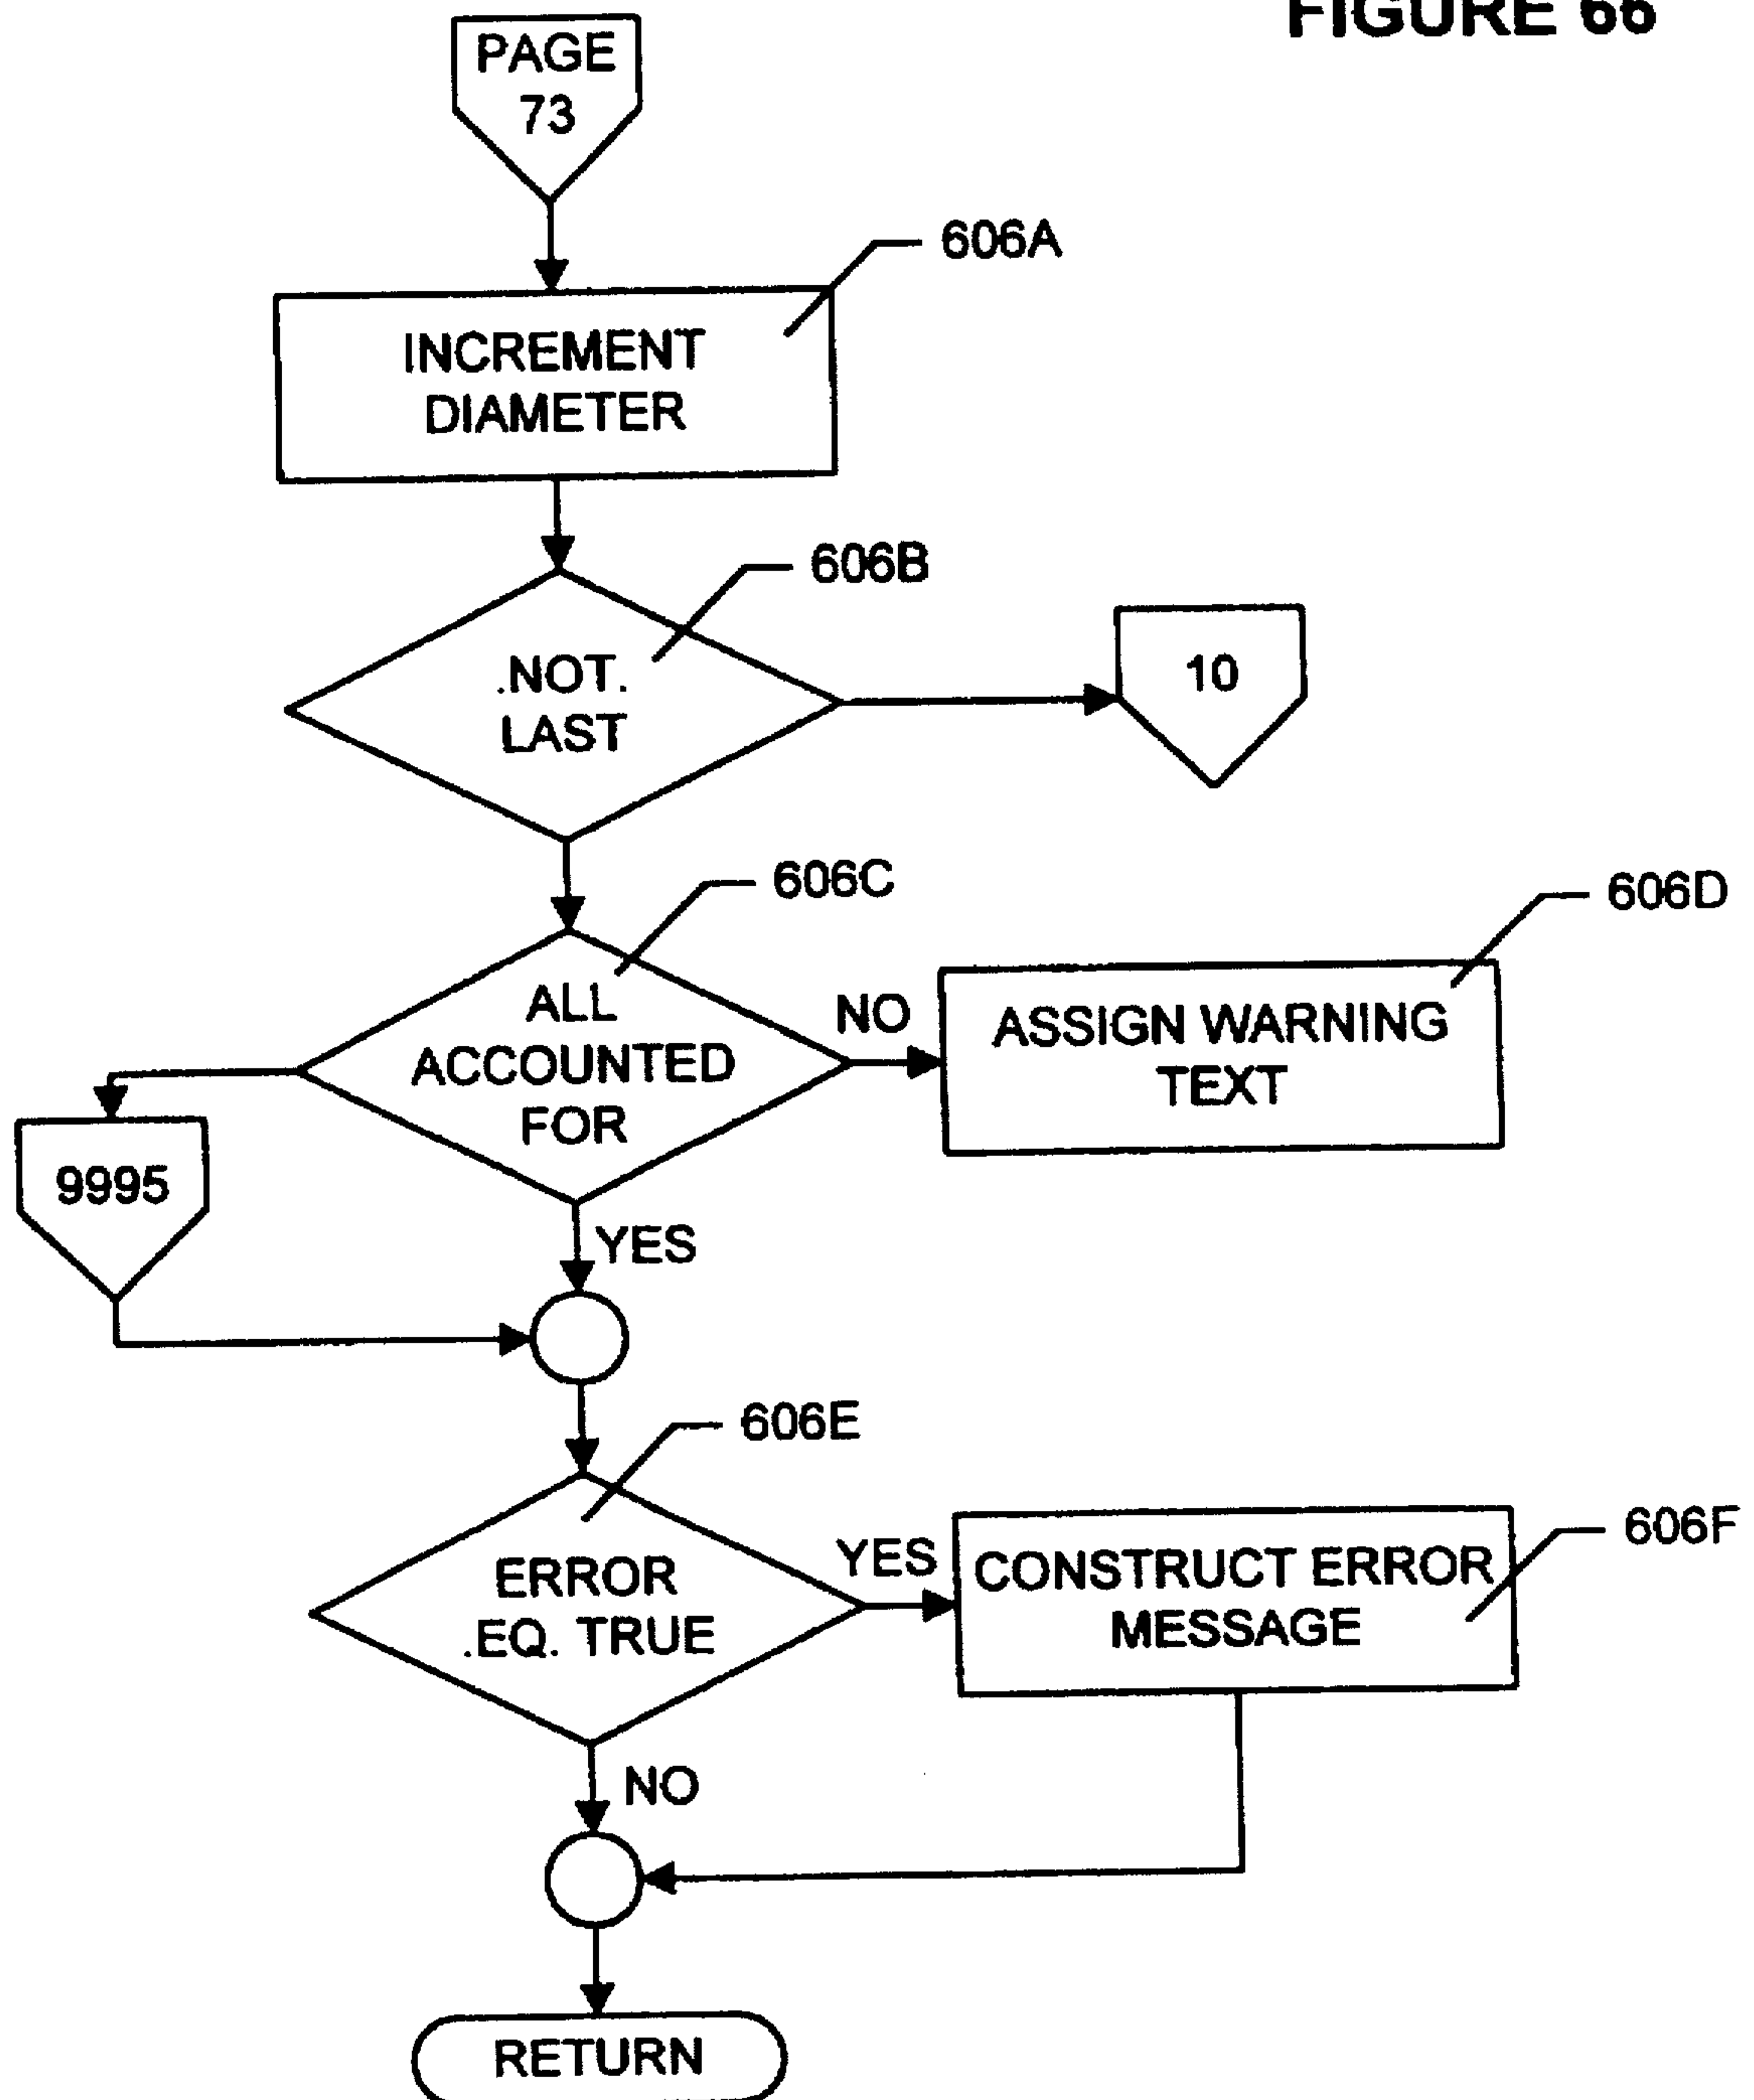 FIGURE 66
PAGE
73
606A
INCREMENT
DIAMETER
606B
.NOT.
LAST
10
606C
606D
ALL
ACCOUNTED
FOR
NO
ASSIGN WARNING
TEXT
9995
YES
606E
ERROR
.EQ. TRUE
YES
CONSTRUCT ERROR
MESSAGE
606F
NO
RETURN